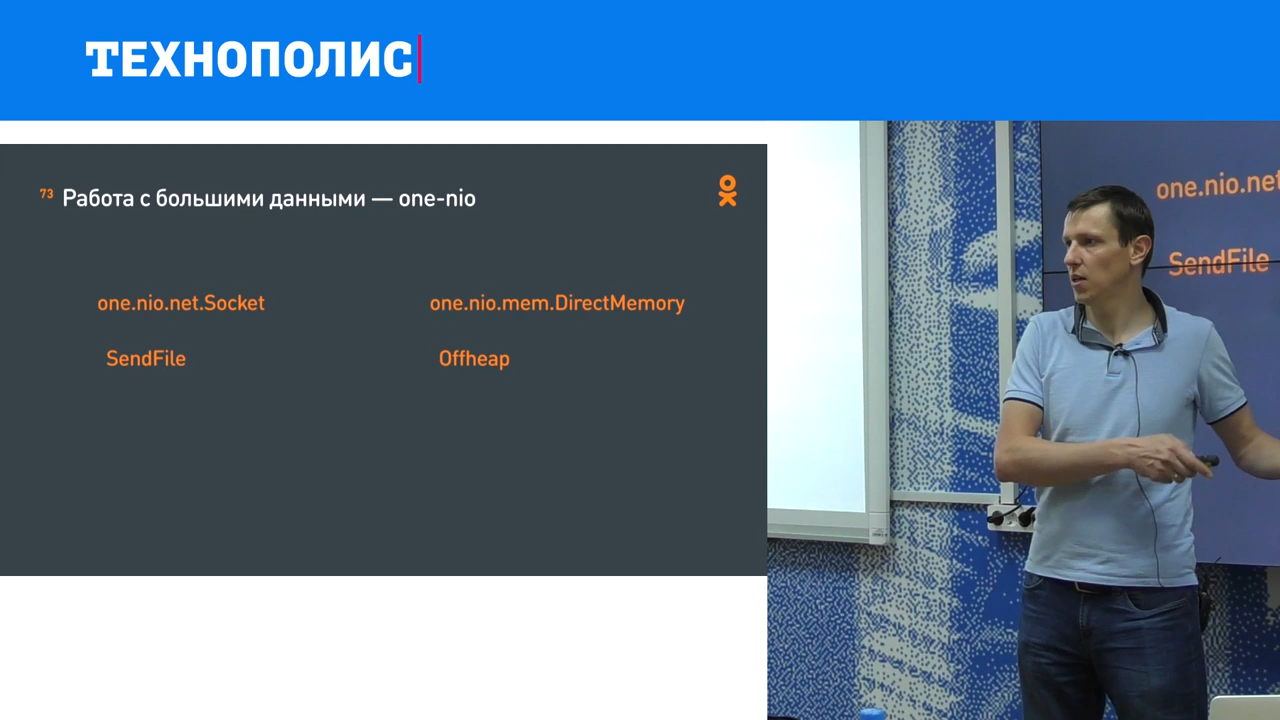 ТЕХНОПОЛИС
73 Работа с большими данными — one-nio
one.nio.net.Socket
one.nio.mem.DirectMemory
SendFile
Offheap
one.nio.net
SendFile